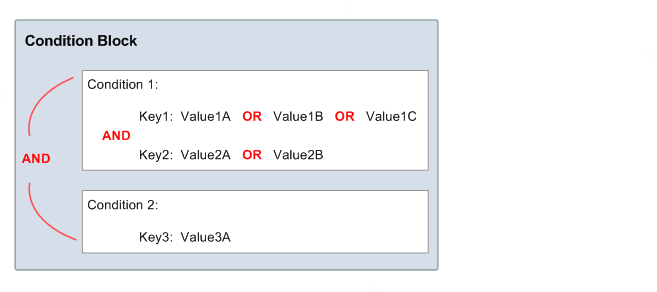 Condition Block
Condition 1:
Key1: Value1A OR Value1B OR Value1C
AND
AND
Key2: Value2A OR Value2B
Condition 2:
Key3: Value3A